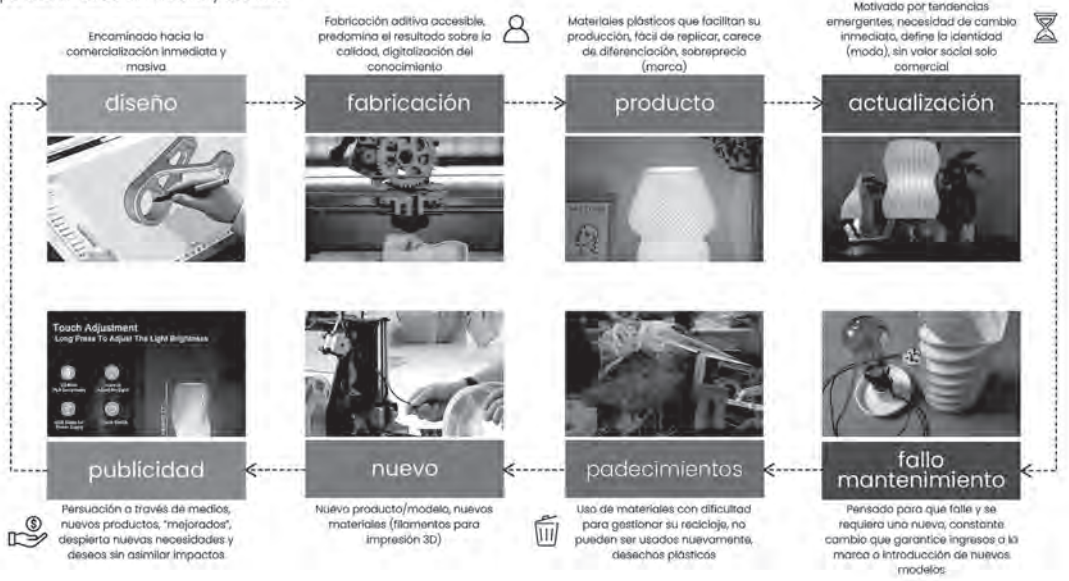 Encaminado hacia la
comercialización inmediata y
masiva
Fabricación aditiva accesible,
predomina el resultado sobre la
calidad, digitalización del
conocimiento
Materiales plásticos que facilitan su
producción, fácil de replicar, carece
de diferenciación, sobreprecio
(marca)
Motivado por tendencias
emergentes, necesidad de cambio
inmediato, define la identidad
(moda), sin valor social solo
comercial
diseño
fabricación
producto
actualización
Touch Adjustment
Long Press To Adjust The Light Brightness
publicidad
nuevo
padecimientos
fallo
mantenimiento
Persuación a través de medios,
nuevos productos, "mejorados",
despierta nuevas necesidades y
deseos sin asimilar impactos
Nuevo producto/modelo, nuevos
materiales (filamentos para
impresión 3D)
Uso de materiales con dificultad
para gestionar su reciclaje, no
pueden ser usados nuevamente,
desechos plásticos
Pensado para que falle y se
requiera uno nuevo, constante
cambio que garantice ingresos a la
marca o introducción de nuevos
modelos